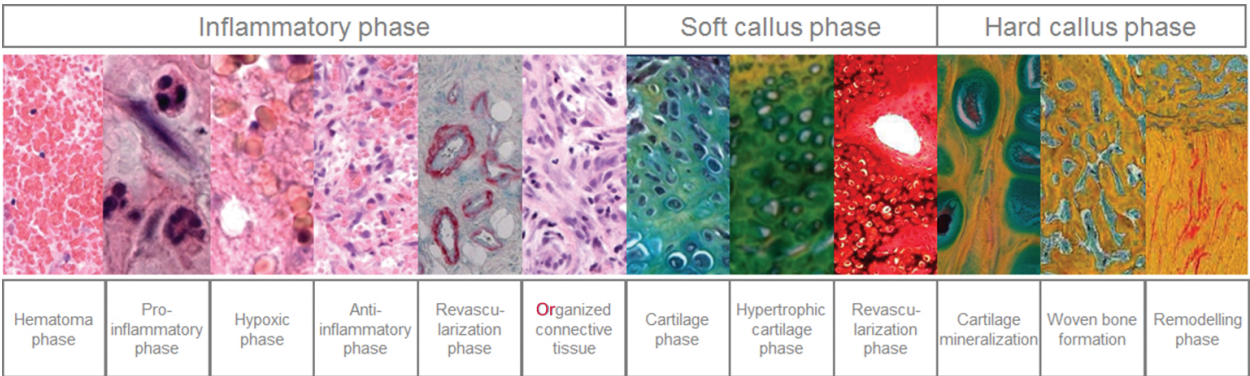 Inflammatory phase
Soft callus phase
Hard callus phase
Hematoma
phase
Pro-
inflammatory
phase
Hypoxic
phase
Anti-
inflammatory
phase
Revascu-
larization
phase
Organized
connective
tissue
Cartilage
phase
Hypertrophic
cartilage
phase
Revascu-
larization
phase
Cartilage
mineralization
Woven bone
formation
Remodelling
phase